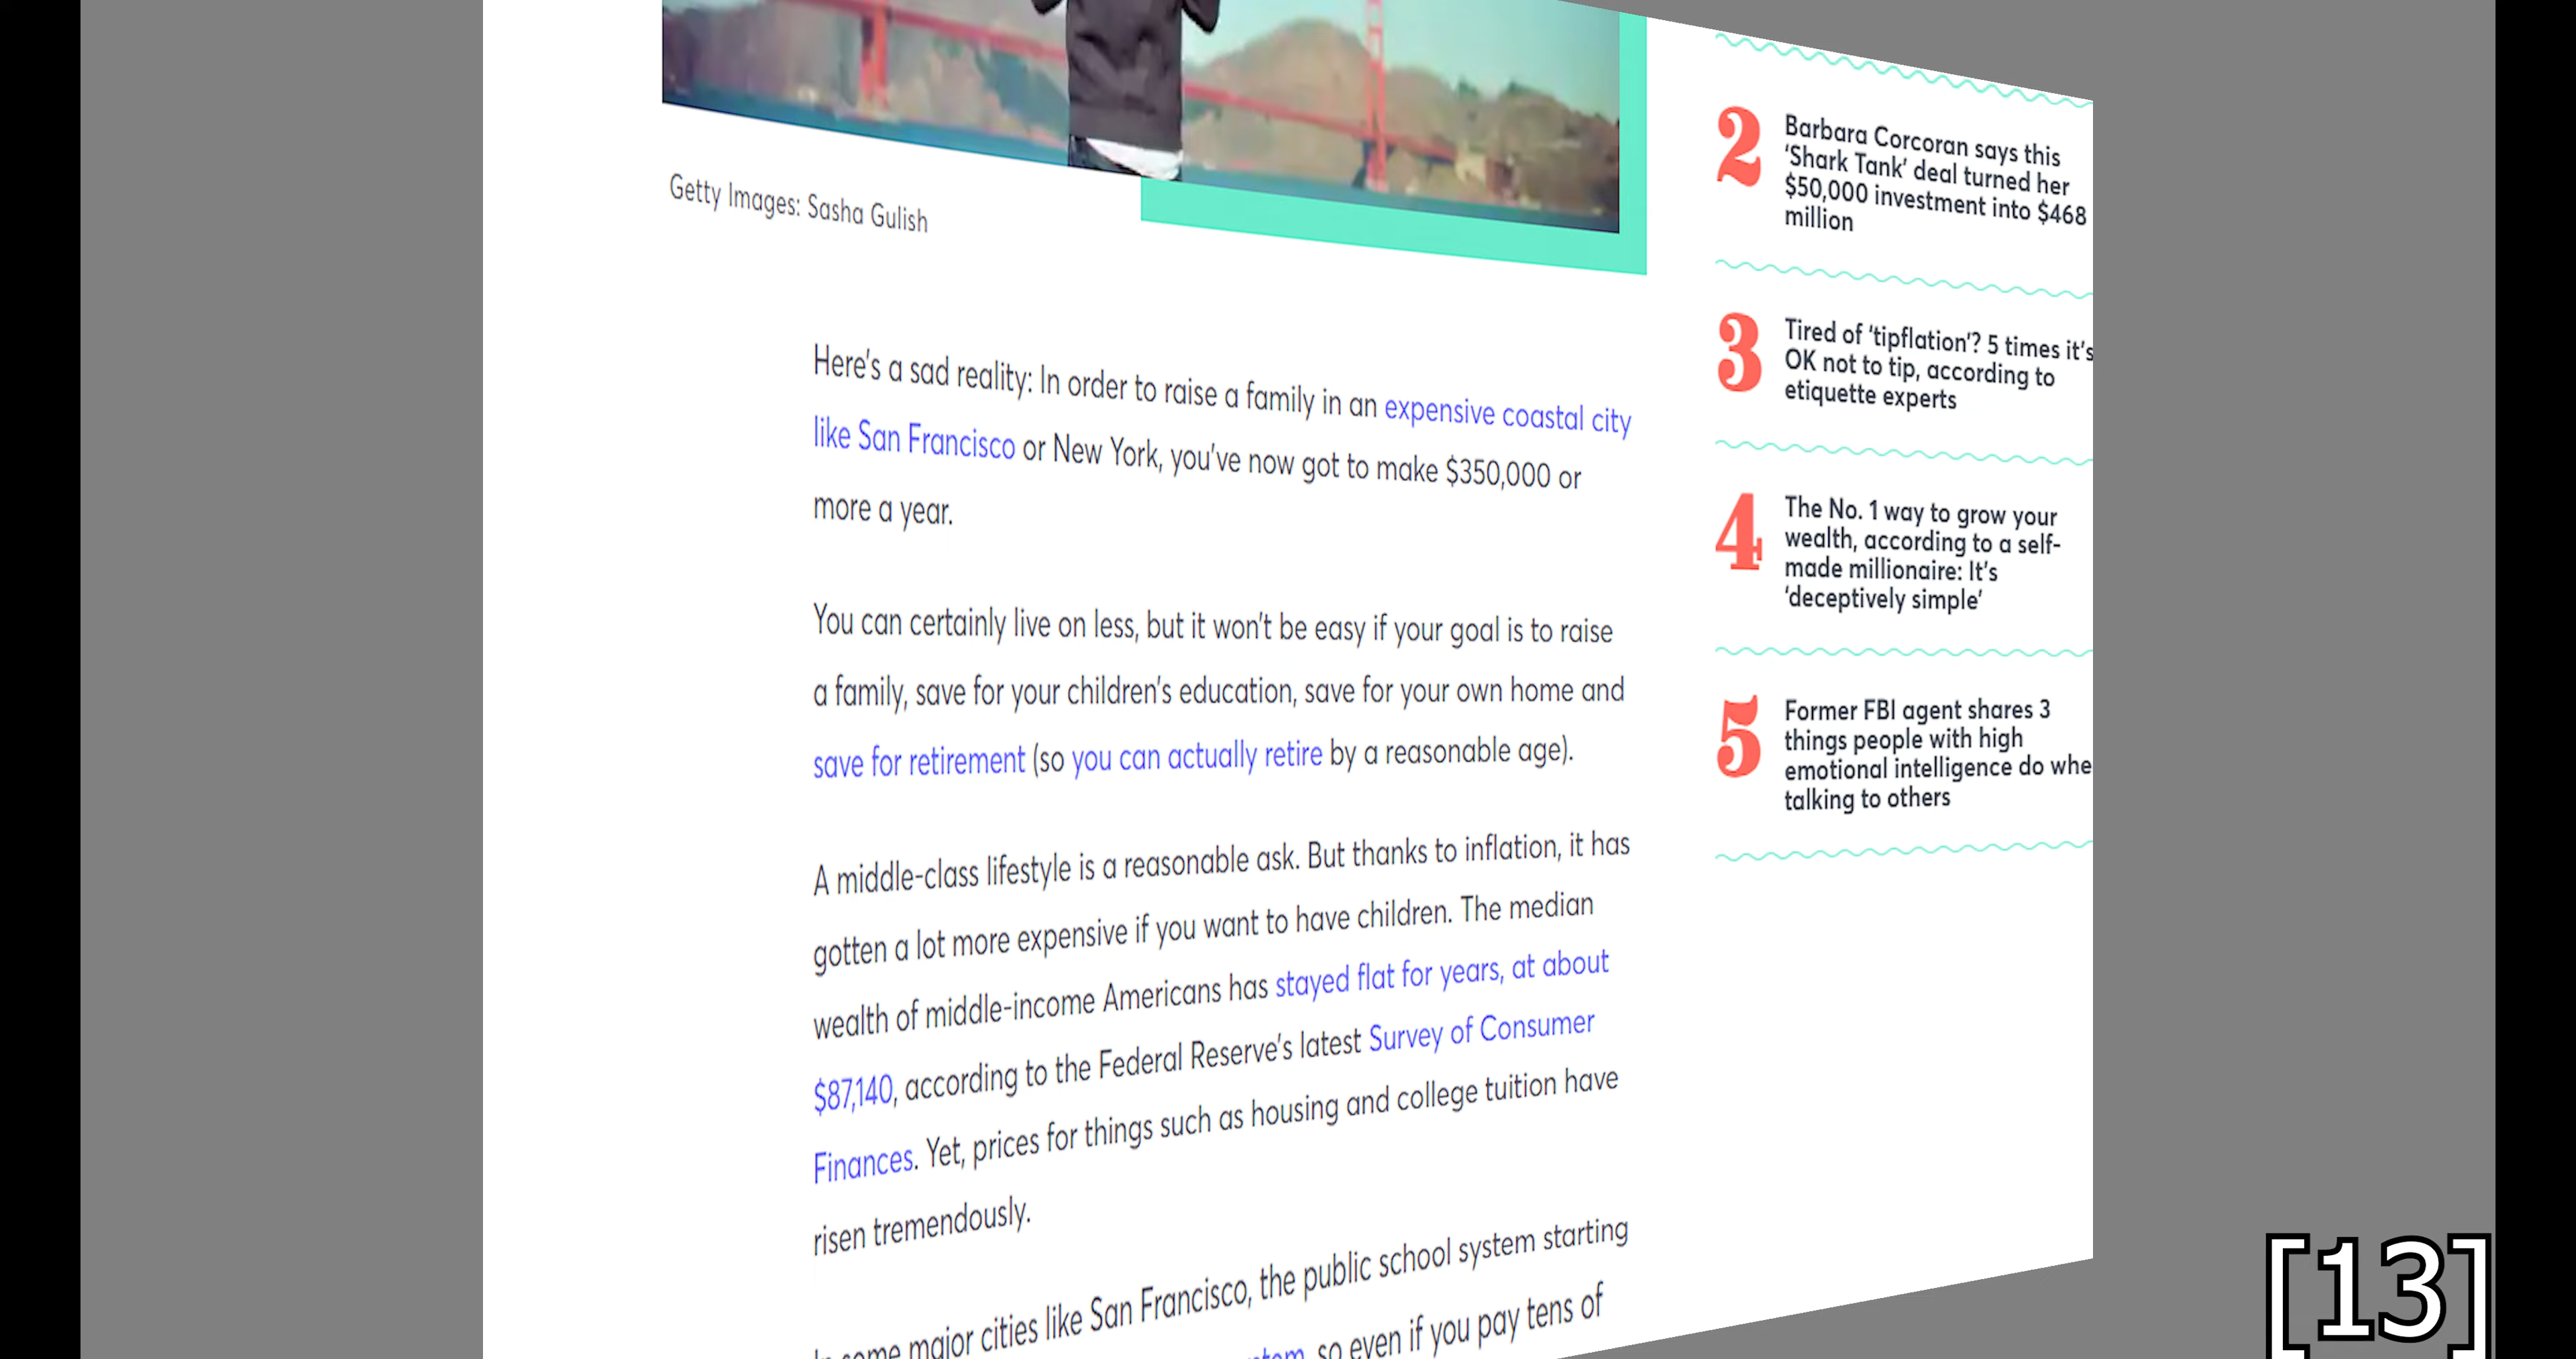 Getty Images: Sasha Gulish
Here's a sad reality: In order to raise a family in an expensive coastal city
like San Francisco or New York, you've now got to make $350,000 or
more a year.
You can certainly live on less, but it won't be easy if your goal is to raise
a family, save for your children's education, save for your own home and
save for retirement (so you can actually retire by a reasonable age).
A middle-class lifestyle is a reasonable ask. But thanks to inflation, it has
gotten a lot more expensive if you want to have children. The median
wealth of middle-income Americans has stayed flat for years, at about
$87,140, according to the Federal Reserve's latest Survey of Consumer
Finances. Yet, prices for things such as housing and college tuition have
risen tremendously.
In some major cities like San Francisco, the public school system starting
so even if you pay tens of
2
Barbara Corcoran says this
'Shark Tank' deal turned her
$50,000 investment into $468
million
3
Tired of 'tipflation'? 5 times it's
OK not to tip, according to
etiquette experts
4
The No. 1 way to grow your
wealth, according to a self-
made millionaire: It's
'deceptively simple'
5
Former FBI agent shares 3
things people with high
emotional intelligence do whe
talking to others
[13]